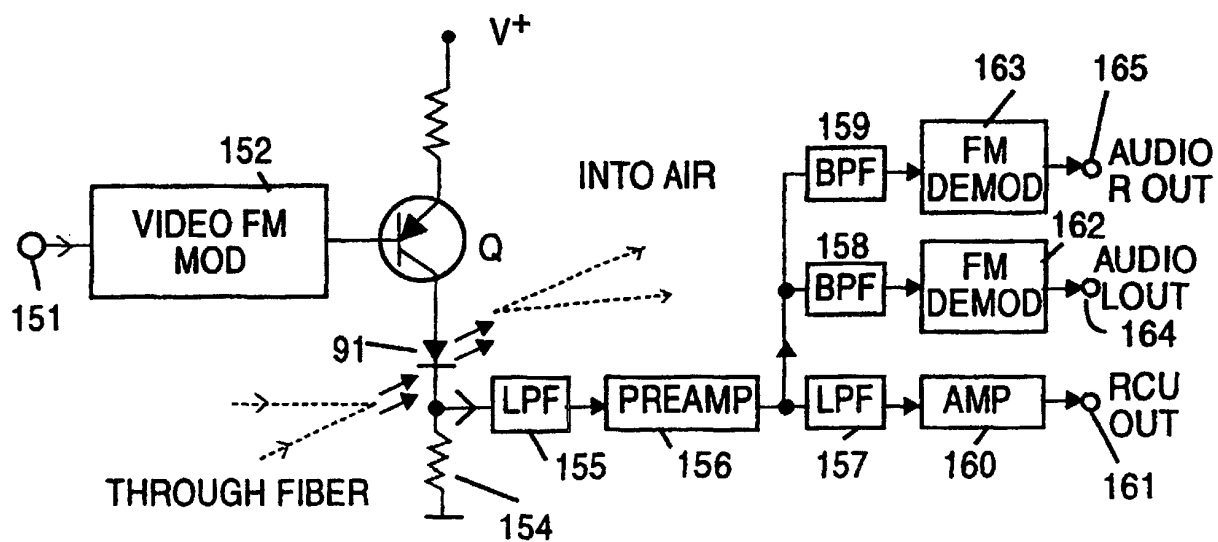 V+
163
165
159
BPF
FM
DEMOD
AUDIO
R OUT
152
INTO AIR
VIDEO FM
MOD
Q
151
158
BPF
162
FM
DEMOD
AUDIO
LOUT
164
91
LPF
PREAMP
LPF
AMP
RCU
OUT
155
156
157
160
161
THROUGH FIBER
154